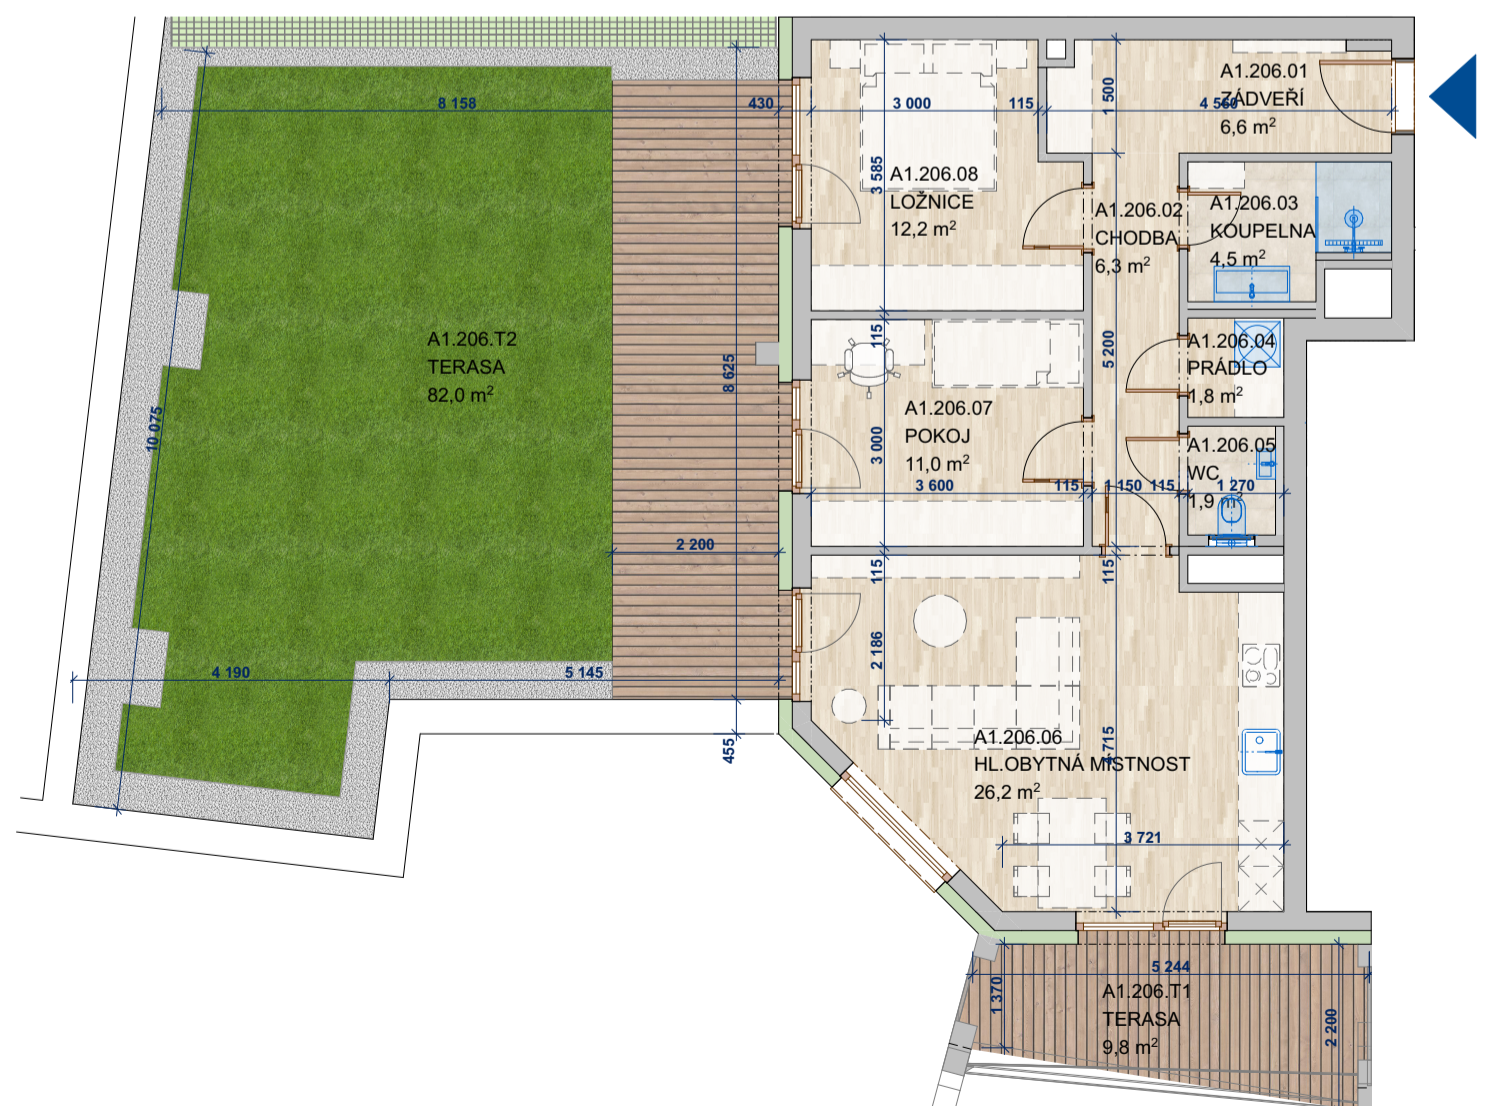 A1.206.01
ZÁDVEŘÍ
6,6 m²
8 158
430
3 000
115
1 500
4 560
3 585
A1.206.08
LOŽNICE
12,2 m²
A1.206.02
CHODBA
6,3 m²
A1.206.03
KOUPELNA
4,5 m²
A1.206.T2
TERASA
82,0 m²
115
8 625
5 200
A1.206.04
PRÁDLO
1,8 m²
10 075
A1.206.07
POKOJ
11,0 m²
3 000
A1.206.05
WC
1,9 m²
3 600
115
1 150
115
1 270
2 200
115
115
2 186
4 190
5 145
455
A1.206.06
HL.OBYTNÁ MÍSTNOST
26,2 m²
4 715
3 721
5 244
1 370
A1.206.T1
TERASA
9,8 m²
2 200